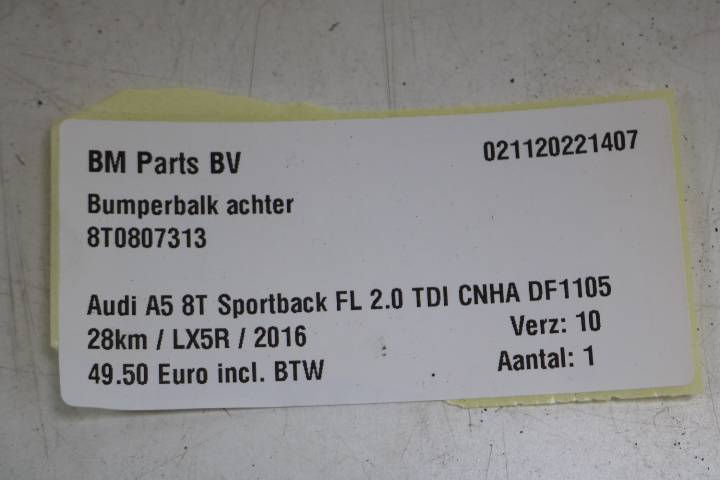 BM Parts BV
021120221407
Bumperbalk achter
8T0807313
Audi A5 8T Sportback FL 2.0 TDI CNHA DF1105
28km / LX5R / 2016
Verz: 10
49.50 Euro incl. BTW
Aantal: 1